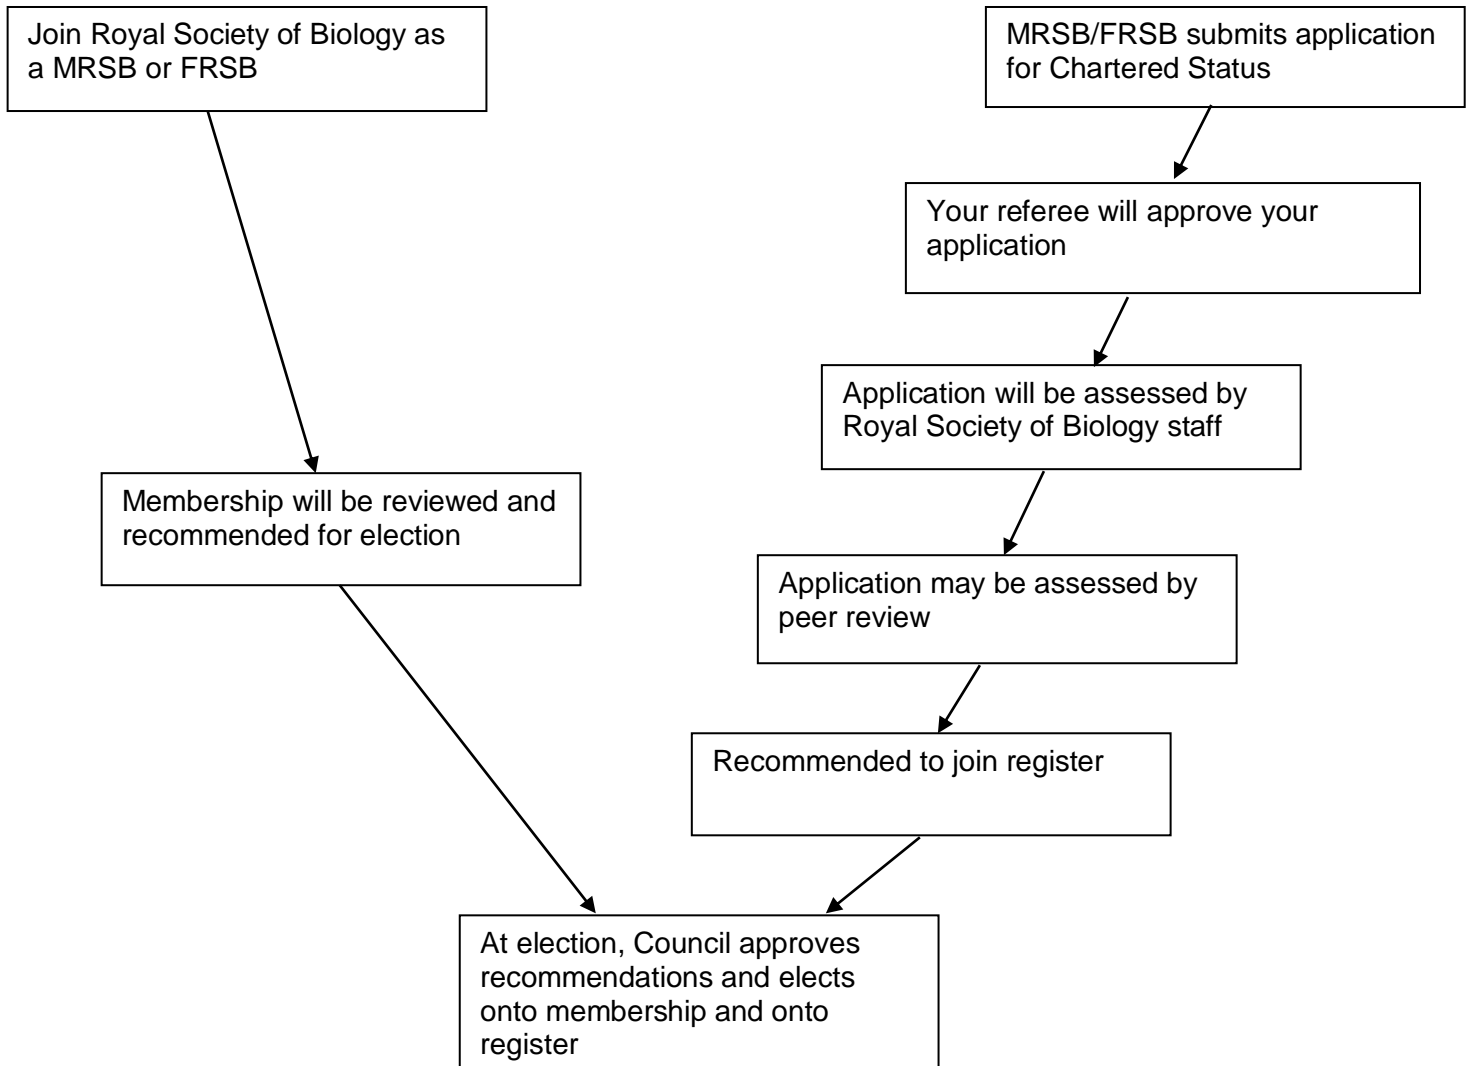 Join Royal Society of Biology as
a MRSB or FRSB
MRSB/FRSB submits application
for Chartered Status
Your referee will approve your
application
Application will be assessed by
Royal Society of Biology staff
Membership will be reviewed and
recommended for election
Application may be assessed by
peer review
Recommended to join register
At election, Council approves
recommendations and elects
onto membership and onto
register